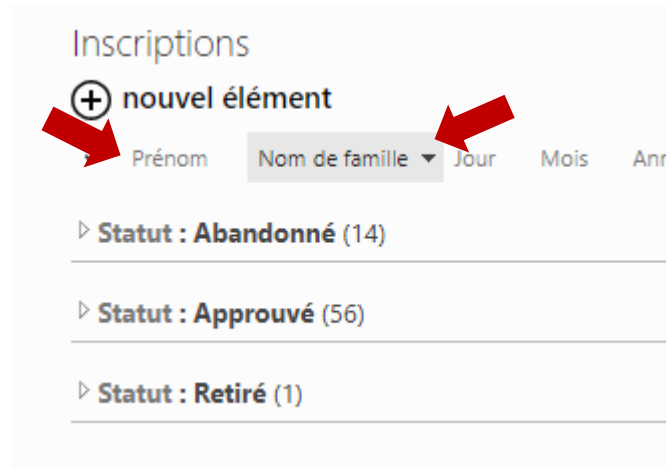 Inscriptions
nouvel élément
Prénom Nom de famille Jour Mois
Statut : Abandonné (14)
Statut : Approuvé (56)
Statut : Retiré (1)